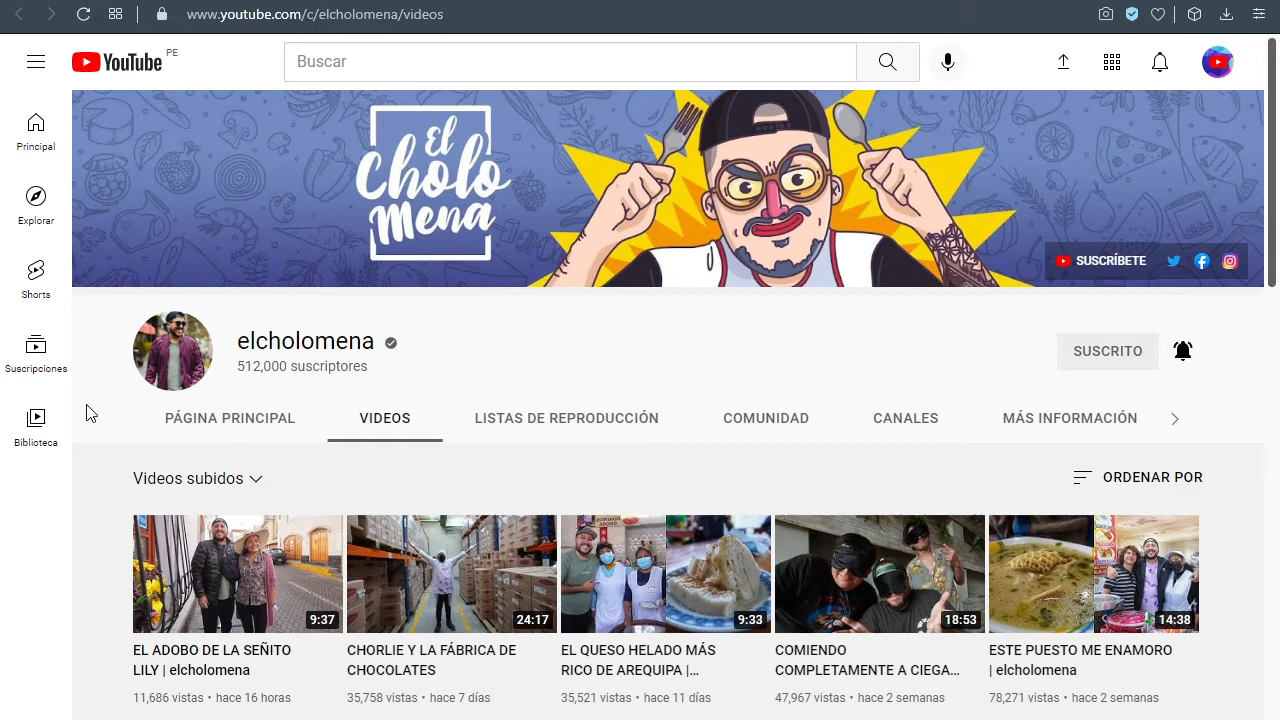 www.youtube.com/c/elcholomena/videos
YouTube PE
Buscar
Principal
Explorar
Shorts
Suscripciones
Biblioteca
El
Cholo
Mena
SUSCRÍBETE
elcholomena
512,000 suscriptores
SUSCRITO
PÁGINA PRINCIPAL VIDEOS LISTAS DE REPRODUCCIÓN COMUNIDAD CANALES MÁS INFORMACIÓN
Videos subidos ORDENAR POR
9:37 24:17 9:33 18:53 14:38
EL ADOBO DE LA SEÑITO
LILY | elcholomena
11,686 vistas • hace 16 horas
CHORLIE Y LA FÁBRICA DE
CHOCOLATES
35,758 vistas • hace 7 días
EL QUESO HELADO MÁS
RICO DE AREQUIPA |...
35,521 vistas • hace 11 días
COMIENDO
COMPLETAMENTE A CIEGA...
47,967 vistas • hace 2 semanas
ESTE PUESTO ME ENAMORO
| elcholomena
78,271 vistas • hace 2 semanas